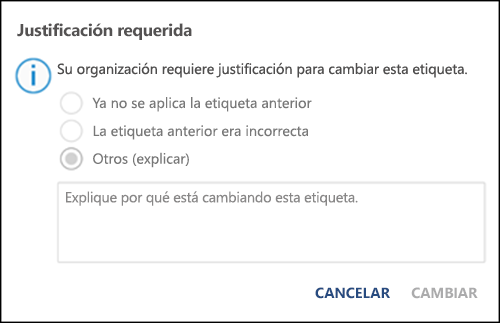 Justificación requerida
Su organización requiere justificación para cambiar esta etiqueta.
Ya no se aplica la etiqueta anterior
La etiqueta anterior era incorrecta
Otros (explicar)
Explique por qué está cambiando esta etiqueta.
CANCELAR CAMBIAR